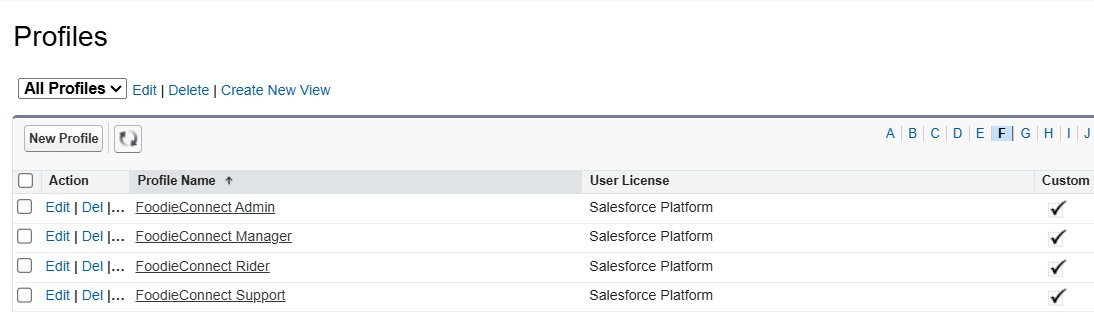 Profiles
All Profiles Edit | Delete | Create New View
New Profile A | B | C | D | E | F | G | H | I | J
Action Profile Name ↑ User License Custom
Edit | Del |... FoodieConnect Admin Salesforce Platform ✓
Edit | Del |... FoodieConnect Manager Salesforce Platform ✓
Edit | Del |... FoodieConnect Rider Salesforce Platform ✓
Edit | Del |... FoodieConnect Support Salesforce Platform ✓